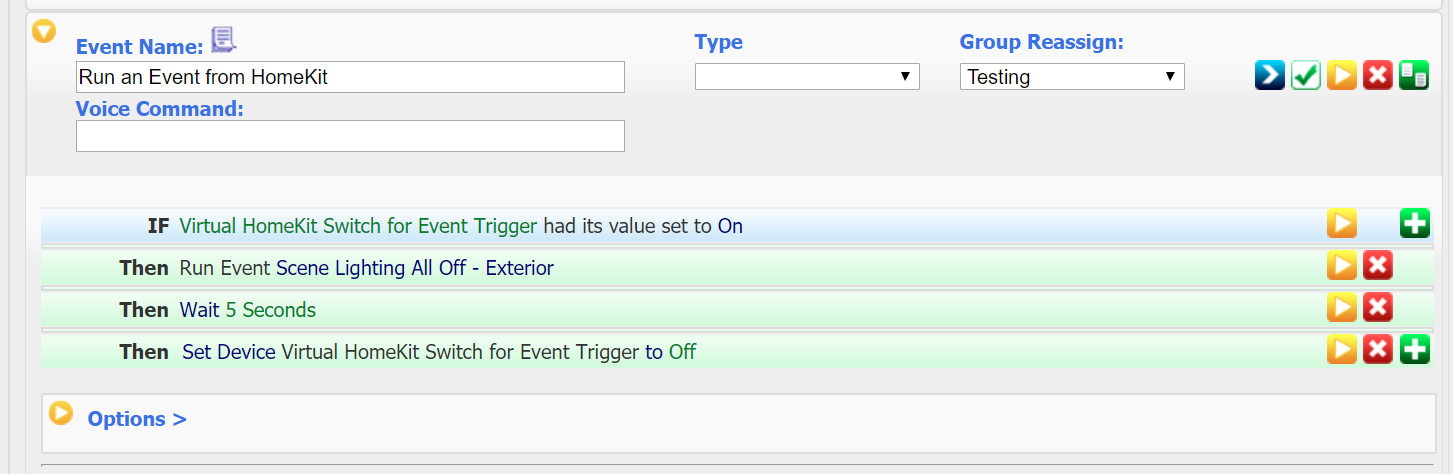 Event Name:
Type
Group Reassign:
Run an Event from HomeKit
Testing
Voice Command:
IF Virtual HomeKit Switch for Event Trigger had its value set to On
Then Run Event Scene Lighting All Off - Exterior
Then Wait 5 Seconds
Then Set Device Virtual HomeKit Switch for Event Trigger to Off
Options >